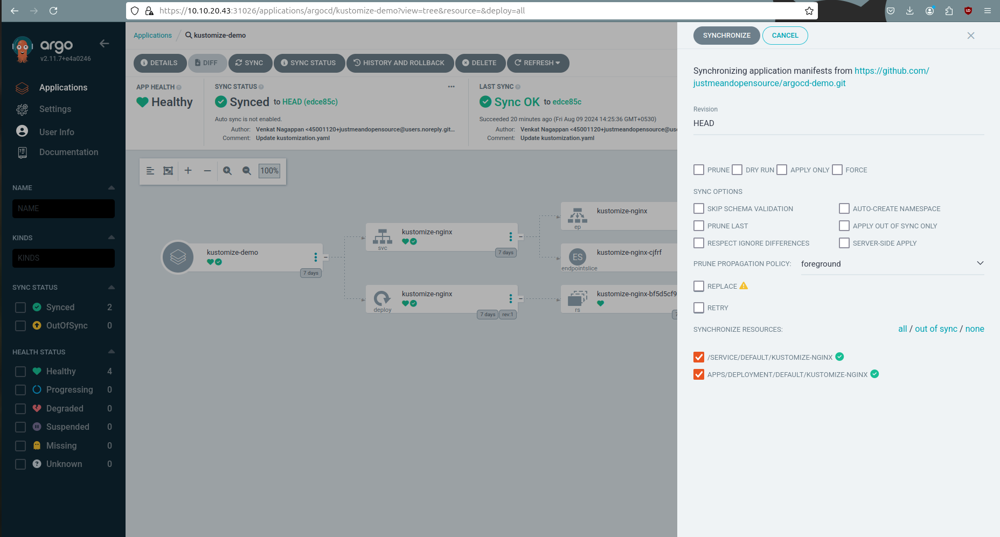 https://10.10.20.43:31026/applications/argocd/kustomize-demo?view=tree&resource=&deploy=all
argo
v2.11.7+e4a0246
Applications
Settings
User Info
Documentation
NAME
NAME
KINDS
KINDS
SYNC STATUS
Synced 2
OutOfSync 0
HEALTH STATUS
Healthy 4
Progressing 0
Degraded 0
Suspended 0
Missing 0
Unknown 0
Applications / kustomize-demo
DETAILS DIFF SYNC SYNC STATUS HISTORY AND ROLLBACK DELETE REFRESH
APP HEALTH
Healthy
SYNC STATUS
Synced to HEAD (edce85c)
Auto sync is not enabled.
Author: Venkat Nagappan <45001120+justmeandopensource@users.noreply.git...
Comment: Update kustomization.yaml
LAST SYNC
Sync OK to edce85c
Succeeded 20 minutes ago (Fri Aug 09 2024 14:25:36 GMT+0530)
Author: Venkat Nagappan <45001120+justmeandopensource@use
Comment: Update kustomization.yaml
100%
kustomize-demo
7 days
svc
kustomize-nginx
7 days
deploy
kustomize-nginx
7 days rev:1
ep
kustomize-nginx
ES
endpointslice
kustomize-nginx-cjfrf
rs
kustomize-nginx-bf5d5cf9
7
SYNCHRONIZE CANCEL
Synchronizing application manifests from https://github.com/
justmeandopensource/argocd-demo.git
Revision
HEAD
PRUNE DRY RUN APPLY ONLY FORCE
SYNC OPTIONS
SKIP SCHEMA VALIDATION AUTO-CREATE NAMESPACE
PRUNE LAST APPLY OUT OF SYNC ONLY
RESPECT IGNORE DIFFERENCES SERVER-SIDE APPLY
PRUNE PROPAGATION POLICY: foreground
REPLACE
RETRY
SYNCHRONIZE RESOURCES: all / out of sync / none
/SERVICE/DEFAULT/KUSTOMIZE-NGINX
APPS/DEPLOYMENT/DEFAULT/KUSTOMIZE-NGINX